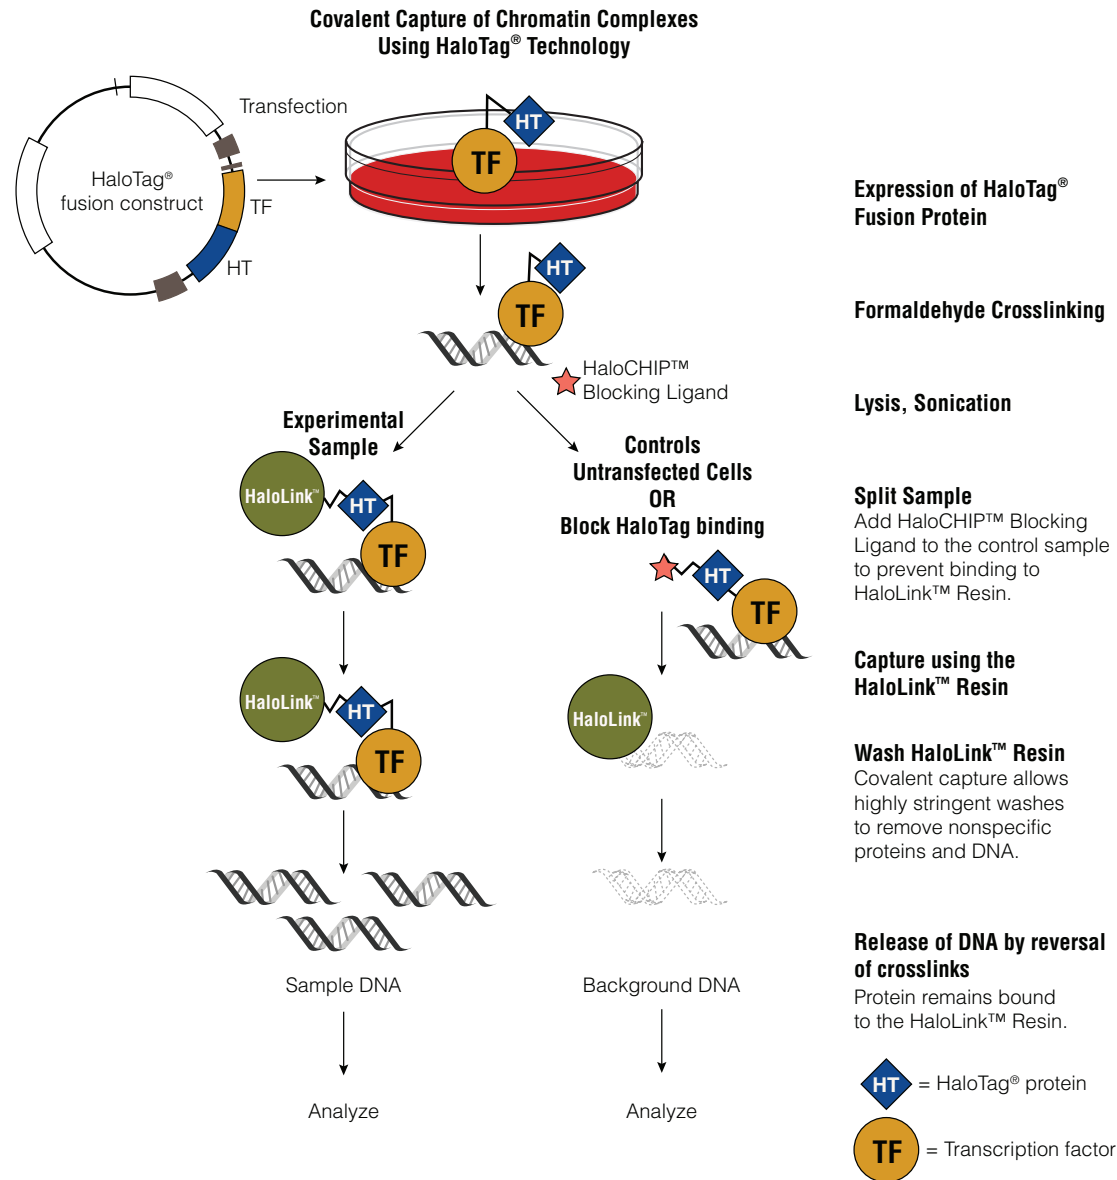 Covalent Capture of Chromatin Complexes
Using HaloTag® Technology
Transfection
HaloTag®
fusion construct
TF
HT
HT
TF
Expression of HaloTag®
Fusion Protein
HT
TF
Formaldehyde Crosslinking
HaloCHIP™
Blocking Ligand
Lysis, Sonication
Experimental
Sample
Controls
Untransfected Cells
OR
Block HaloTag binding
HaloLink™
HT
TF
HT
TF
Split Sample
Add HaloCHIP™ Blocking
Ligand to the control sample
to prevent binding to
HaloLink™ Resin.
Capture using the
HaloLink™ Resin
HaloLink™
HT
TF
HaloLink™
Wash HaloLink™ Resin
Covalent capture allows
highly stringent washes
to remove nonspecific
proteins and DNA.
Sample DNA
Background DNA
Release of DNA by reversal
of crosslinks
Protein remains bound
to the HaloLink™ Resin.
Analyze
Analyze
HT = HaloTag® protein
TF = Transcription factor